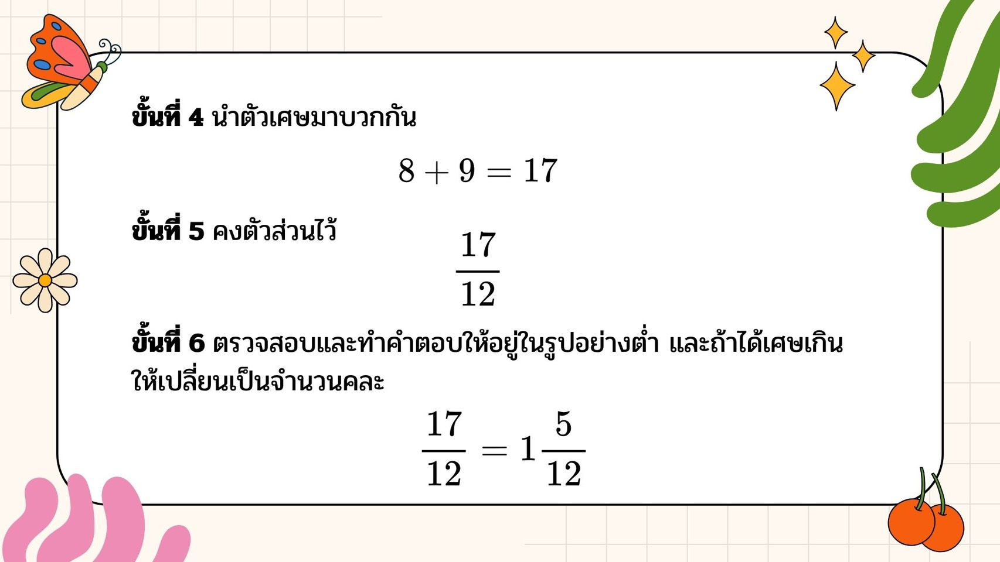 ขั้นที่ 4 นำตัวเศษมาบวกกัน
8 + 9 = 17
ขั้นที่ 5 คงตัวส่วนไว้
17
12
ขั้นที่ 6 ตรวจสอบและทำคำตอบให้อยู่ในรูปอย่างต่ำ และถ้าได้เศษเกิน
ให้เปลี่ยนเป็นจำนวนคละ
17/12 = 1 5/12